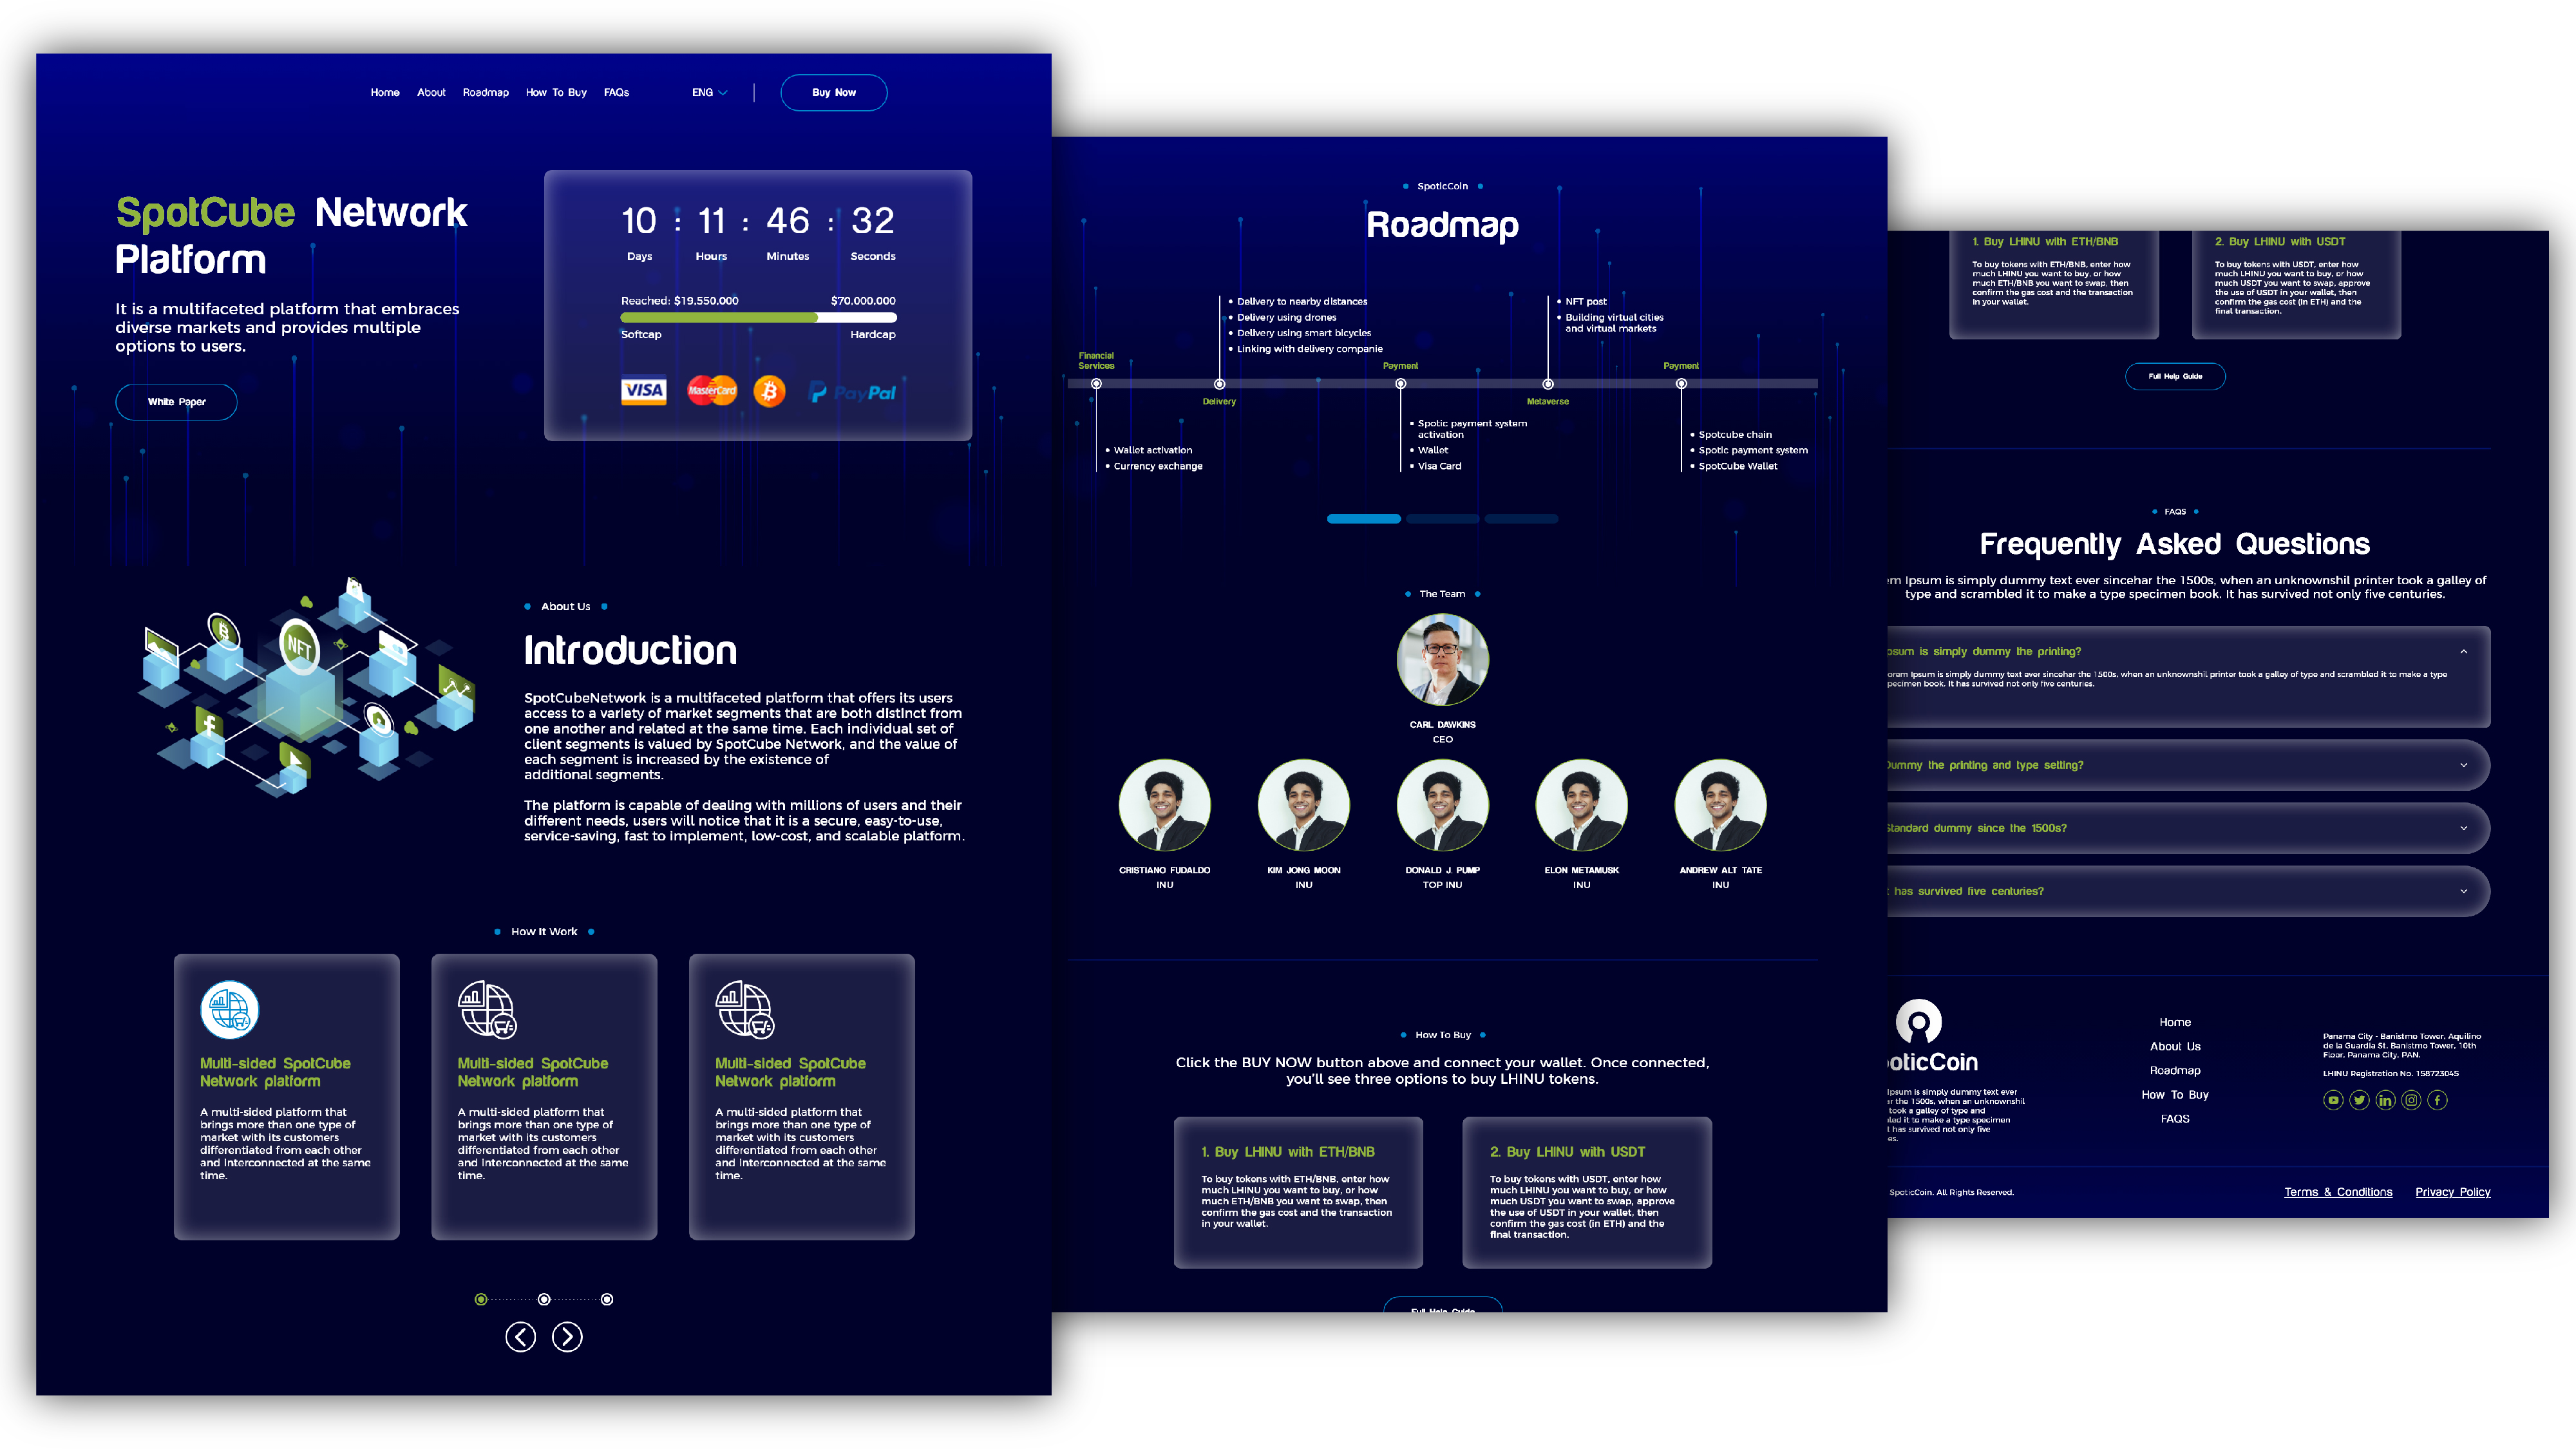 Home About Roadmap How To Buy FAQs ENG Buy Now
SpotCube Network
Platform
It is a multifaceted platform that embraces
diverse markets and provides multiple
options to users.
White Paper
10 : 11 : 46 : 32
Days Hours Minutes Seconds
Reached: $19,550,000 $70,000,000
Softcap Hardcap
VISA MasterCard PayPal
NFT
About Us
Introduction
SpotCubeNetwork is a multifaceted platform that offers its users
access to a variety of market segments that are both distinct from
one another and related at the same time. Each individual set of
client segments is valued by SpotCube Network, and the value of
each segment is increased by the existence of
additional segments.
The platform is capable of dealing with millions of users and their
different needs, users will notice that it is a secure, easy-to-use,
service-saving, fast to implement, low-cost, and scalable platform.
How It Work
Multi-sided SpotCube
Network platform
A multi-sided platform that
brings more than one type of
market with its customers
differentiated from each other
and Interconnected at the same
time.
Multi-sided SpotCube
Network platform
A multi-sided platform that
brings more than one type of
market with its customers
differentiated from each other
and Interconnected at the same
time.
Multi-sided SpotCube
Network platform
A multi-sided platform that
brings more than one type of
market with its customers
differentiated from each other
and Interconnected at the same
time.
SpoticCoin
Roadmap
Financial
Services
• Wallet activation
• Currency exchange
• Delivery to nearby distances
• Delivery using drones
• Delivery using smart bicycles
• Linking with delivery companie
Delivery
Payment
• Spotic payment system
activation
• Wallet
• Visa Card
• NFT post
• Building virtual cities
and virtual markets
Metaverse
Payment
• Spotcube chain
• Spotic payment system
• SpotCube Wallet
The Team
CARL DAWKINS
CEO
CRISTIANO FUDALDO
INU
KIM JONG MOON
INU
DONALD J. PUMP
TOP INU
ELON METAMUSK
INU
ANDREW ALT TATE
INU
How To Buy
Click the BUY NOW button above and connect your wallet. Once connected,
you'll see three options to buy LHINU tokens.
1. Buy LHINU with ETH/BNB
To buy tokens with ETH/BNB, enter how
much LHINU you want to buy, or how
much ETH/BNB you want to swap, then
confirm the gas cost and the transaction
in your wallet.
2. Buy LHINU with USDT
To buy tokens with USDT, enter how
much LHINU you want to buy, or how
much USDT you want to swap, approve
the use of USDT in your wallet, then
confirm the gas cost (in ETH) and the
final transaction.
Full Help Guide
1. Buy LHINU with ETH/BNB
To buy tokens with ETH/BNB, enter how
much LHINU you want to buy, or how
much ETH/BNB you want to swap, then
confirm the gas cost and the transaction
in your wallet.
2. Buy LHINU with USDT
To buy tokens with USDT, enter how
much LHINU you want to buy, or how
much USDT you want to swap, approve
the use of USDT in your wallet, then
confirm the gas cost (in ETH) and the
final transaction.
Full Help Guide
FAQS
Frequently Asked Questions
em Ipsum is simply dummy text ever sincehar the 1500s, when an unknownshil printer took a galley of
type and scrambled it to make a type specimen book. It has survived not only five centuries.
psum is simply dummy the printing?
orem Ipsum is simply dummy text ever sincehar the 1500s, when an unknownshil printer took a galley of type and scrambled it to make a type
pecimen book. It has survived not only five centuries.
Dummy the printing and type setting?
Standard dummy since the 1500s?
t has survived five centuries?
oticCoin
Ipsum is simply dummy text ever
ar the 1500s, when an unknownshil
took a galley of type and
led it to make a type specimen
t has survived not only five
es.
Home
About Us
Roadmap
How To Buy
FAQS
Panama City - Banistmo Tower, Aquilino
de la Guardia St. Banistmo Tower, 10th
Floor, Panama City, PAN.
LHINU Registration No. 158723045
SpoticCoin. All Rights Reserved.
Terms & Conditions Privacy Policy